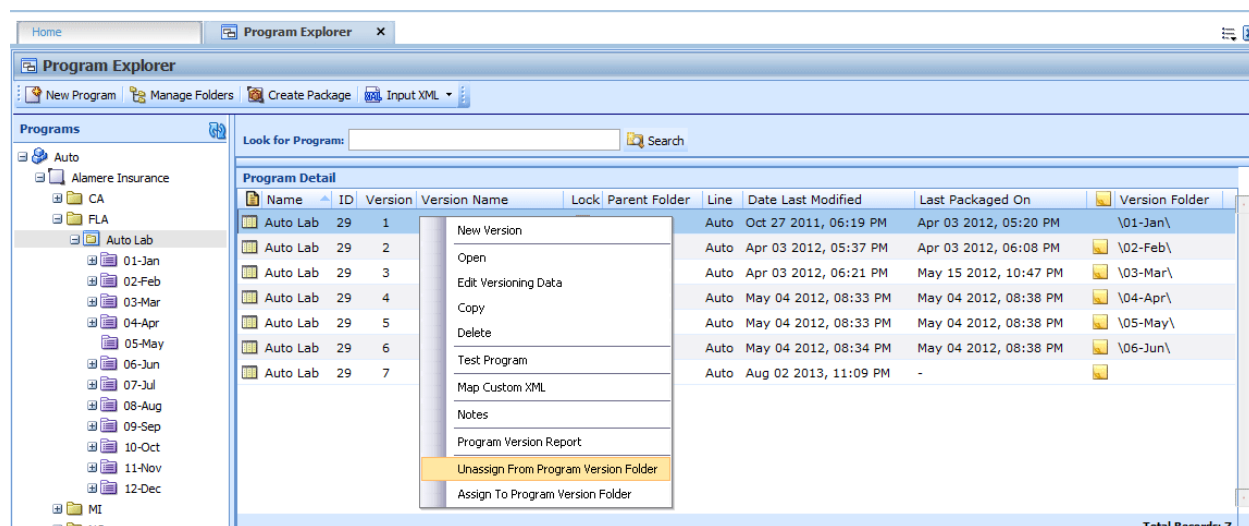 Home
Program Explorer
Program Explorer
New Program Manage Folders Create Package Input XML
Programs
Look for Program: Search
Auto
Alamere Insurance
CA
FLA
Auto Lab
01-Jan
02-Feb
03-Mar
04-Apr
05-May
06-Jun
07-Jul
08-Aug
09-Sep
10-Oct
11-Nov
12-Dec
MI
Program Detail
Name ID Version Version Name Lock Parent Folder Line Date Last Modified Last Packaged On Version Folder
Auto Lab 29 1 Auto Oct 27 2011, 06:19 PM Apr 03 2012, 05:20 PM \01-Jan\
Auto Lab 29 2 Auto Apr 03 2012, 05:37 PM Apr 03 2012, 06:08 PM \02-Feb\
Auto Lab 29 3 Auto Apr 03 2012, 06:21 PM May 15 2012, 10:47 PM \03-Mar\
Auto Lab 29 4 Auto May 04 2012, 08:33 PM May 04 2012, 08:38 PM \04-Apr\
Auto Lab 29 5 Auto May 04 2012, 08:33 PM May 04 2012, 08:38 PM \05-May\
Auto Lab 29 6 Auto May 04 2012, 08:34 PM May 04 2012, 08:38 PM \06-Jun\
Auto Lab 29 7 Auto Aug 02 2013, 11:09 PM -
New Version
Open
Edit Versioning Data
Copy
Delete
Test Program
Map Custom XML
Notes
Program Version Report
Unassign From Program Version Folder
Assign To Program Version Folder
Total Records: 7